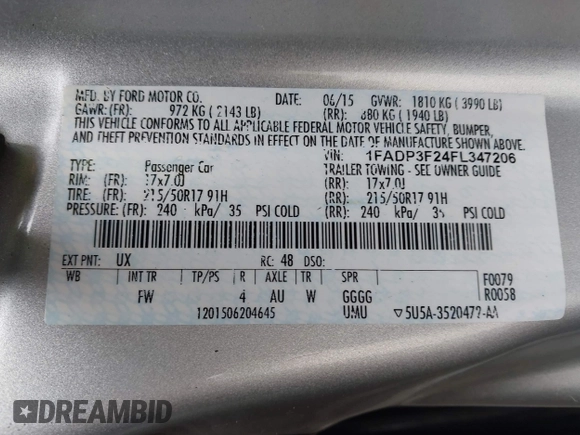 MFD. BY FORD MOTOR CO. DATE: 06/15 GVWR: 1810 KG ( 3990 LB)
GAWR: (FR): 972 KG ( 2143 LB) (RR): 880 KG ( 1940 LB)
THIS VEHICLE CONFORMS TO ALL APPLICABLE FEDERAL MOTOR VEHICLE SAFETY, BUMPER,
AND THEFT PREVENTION STANDARDS IN EFFECT ON THE DATE OF MANUFACTURE SHOWN ABOVE.
VIN: 1FADP3F24FL347206
TYPE: Passenger Car TRAILER TOWING - SEE OWNER GUIDE
RIM: (FR): 17x7.0J (RR): 17x7.0J
TIRE: (FR): 215/50R17 91H (RR): 215/50R17 91H
PRESSURE: (FR): 240 kPa/ 35 PSI COLD (RR): 240 kPa/ 35 PSI COLD
EXT PNT: UX RC: 48 DSO:
WB INT TR TP/PS R AXLE TR SPR F0079
FW 4 AU W GGGG R0058
1201506204645 UMU ▽5U5A-3520472-AA
DREAMBID